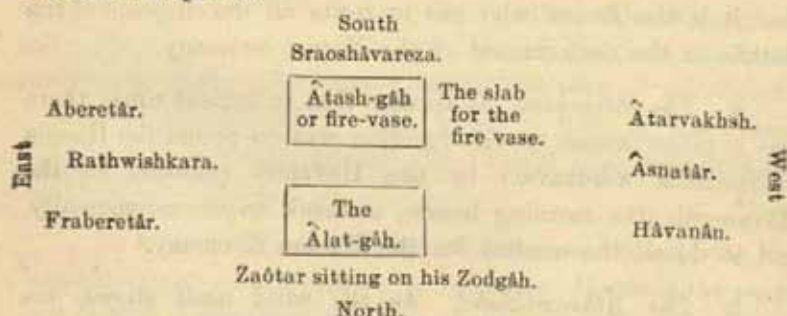 South
Sraoshâvareza.
Aberetâr.
Âtash-gâh
or fire-vase.
The slab
for the
fire vase.
Âtarvakhsh.
East
Rathwishkara.
Âsnatâr.
West
Fraberetâr.
The
Âlat-gâh.
Hâvanân.
Zaôtar sitting on his Zodgâh.
North.